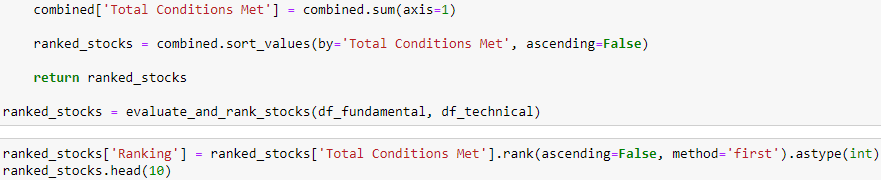 combined['Total Conditions Met'] = combined.sum(axis=1)
ranked_stocks = combined.sort_values(by='Total Conditions Met', ascending=False)
return ranked_stocks
ranked_stocks = evaluate_and_rank_stocks(df_fundamental, df_technical)
ranked_stocks['Ranking'] = ranked_stocks['Total Conditions Met'].rank(ascending=False, method='first').astype(int)
ranked_stocks.head(10)